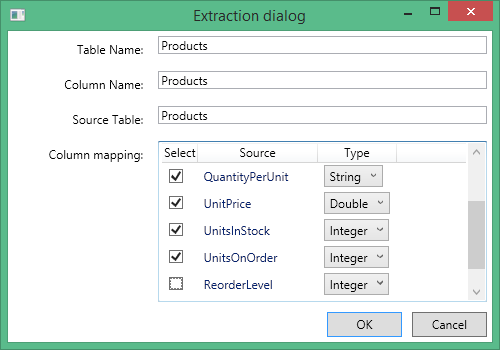 Extraction dialog
Table Name: Products
Column Name: Products
Source Table: Products
Column mapping:
Select Source Type
QuantityPerUnit String
UnitPrice Double
UnitsInStock Integer
UnitsOnOrder Integer
ReorderLevel Integer
OK Cancel